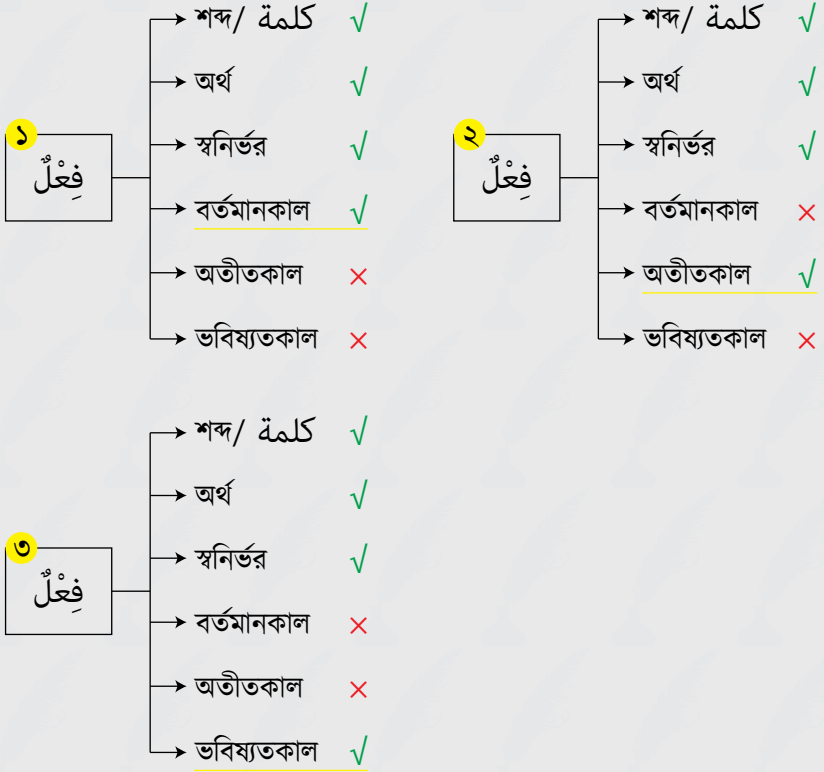 ১
فِعْلٌ
শব্দ/ كلمة √
অর্থ √
স্বনির্ভর √
বর্তমানকাল √
অতীতকাল ×
ভবিষ্যতকাল ×
২
فِعْلٌ
শব্দ/ كلمة √
অর্থ √
স্বনির্ভর √
বর্তমানকাল ×
অতীতকাল √
ভবিষ্যতকাল ×
৩
فِعْلٌ
শব্দ/ كلمة √
অর্থ √
স্বনির্ভর √
বর্তমানকাল ×
অতীতকাল ×
ভবিষ্যতকাল √